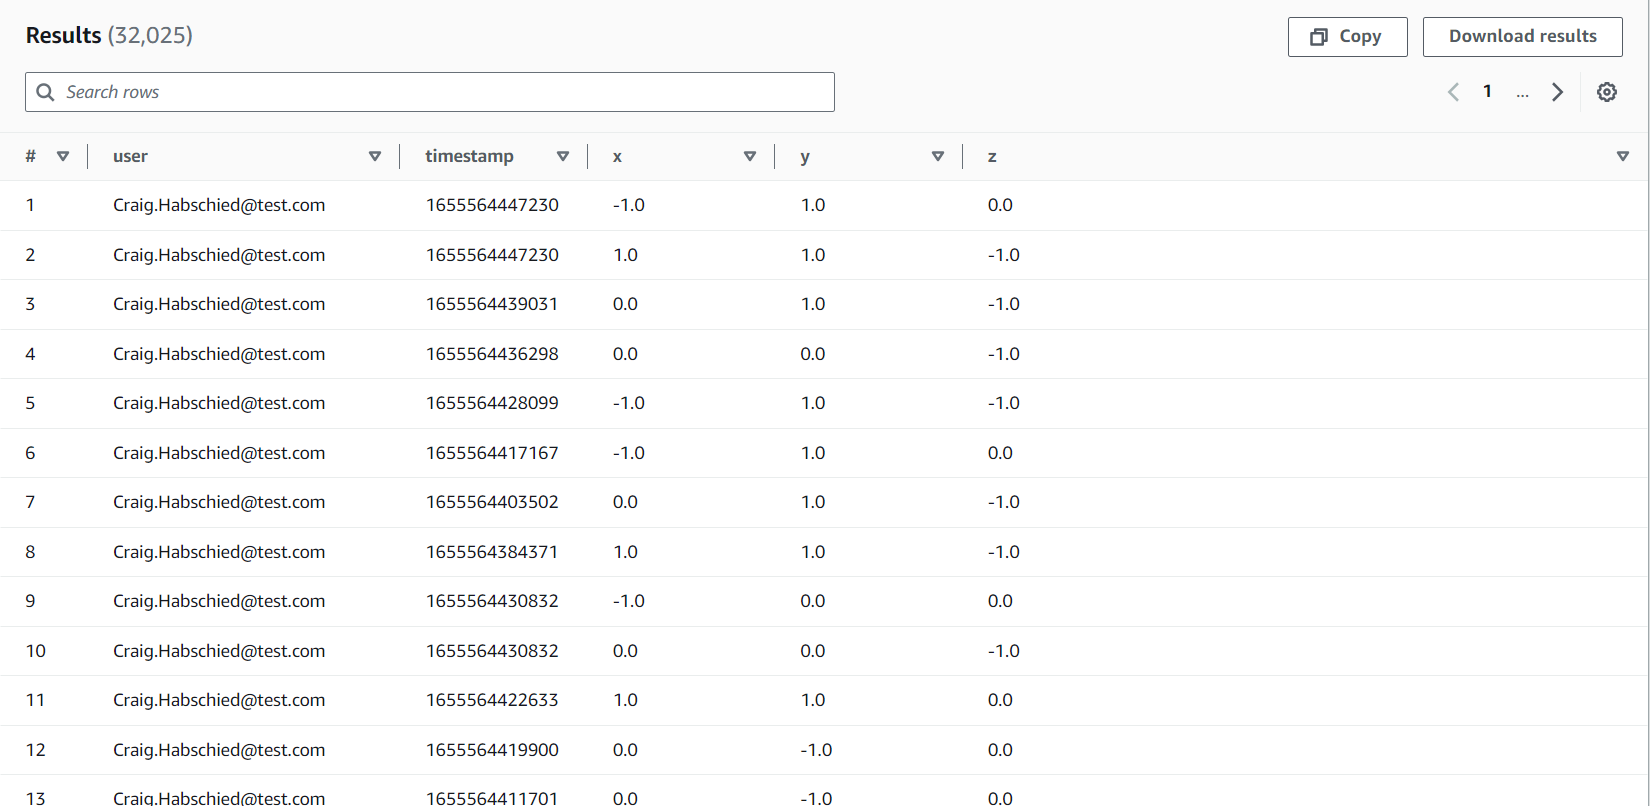 Results (32,025)
Copy
Download results
Search rows
1 ...
# user timestamp x y z
1 Craig.Habschied@test.com 1655564447230 -1.0 1.0 0.0
2 Craig.Habschied@test.com 1655564447230 1.0 1.0 -1.0
3 Craig.Habschied@test.com 1655564439031 0.0 1.0 -1.0
4 Craig.Habschied@test.com 1655564436298 0.0 0.0 -1.0
5 Craig.Habschied@test.com 1655564428099 -1.0 1.0 -1.0
6 Craig.Habschied@test.com 1655564417167 -1.0 1.0 0.0
7 Craig.Habschied@test.com 1655564403502 0.0 1.0 -1.0
8 Craig.Habschied@test.com 1655564384371 1.0 1.0 -1.0
9 Craig.Habschied@test.com 1655564430832 -1.0 0.0 0.0
10 Craig.Habschied@test.com 1655564430832 0.0 0.0 -1.0
11 Craig.Habschied@test.com 1655564422633 1.0 1.0 0.0
12 Craig.Habschied@test.com 1655564419900 0.0 -1.0 0.0
13 Craig.Habschied@test.com 1655564411701 0.0 -1.0 0.0